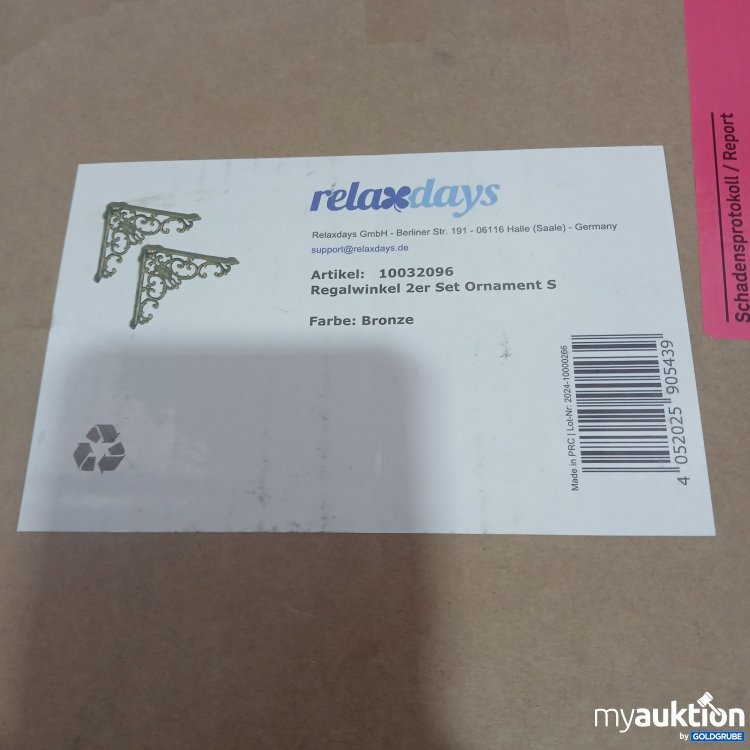 relaxdays
Relaxdays GmbH - Berliner Str. 191 - 06116 Halle (Saale) - Germany
support@relaxdays.de
Artikel: 10032096
Regalwinkel 2er Set Ornament S
Farbe: Bronze
Made in PRC | Lot-Nr: 2024-10000266
4 052025 905439
Schadensprotokoll / Report
myauktion
by GOLDGRUBE